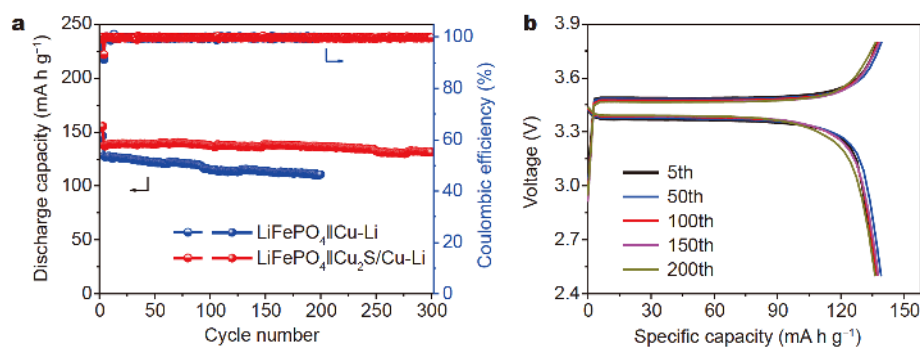 a
250
200
150
100
50
0
Discharge capacity (mA h g⁻¹)
0 50 100 150 200 250 300
Cycle number
100
80
60
40
20
0
Coulombic efficiency (%)
LiFePO₄‖Cu-Li
LiFePO₄‖Cu₂S/Cu-Li
b
3.9
3.6
3.3
3.0
2.7
2.4
Voltage (V)
0 30 60 90 120 150
Specific capacity (mA h g⁻¹)
5th
50th
100th
150th
200th